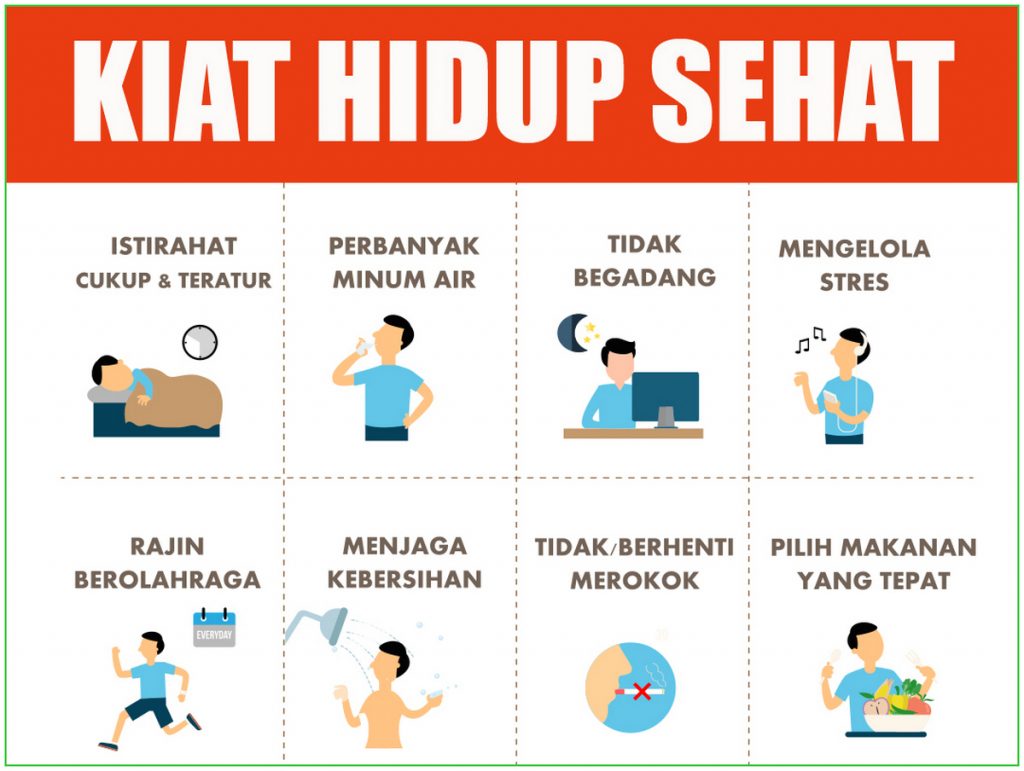 KIAT HIDUP SEHAT
ISTIRAHAT
CUKUP & TERATUR
PERBANYAK
MINUM AIR
TIDAK
BEGADANG
MENGELOLA
STRES
RAJIN
BEROLAHRAGA
EVERYDAY
MENJAGA
KEBERSIHAN
TIDAK/BERHENTI
MEROKOK
PILIH MAKANAN
YANG TEPAT